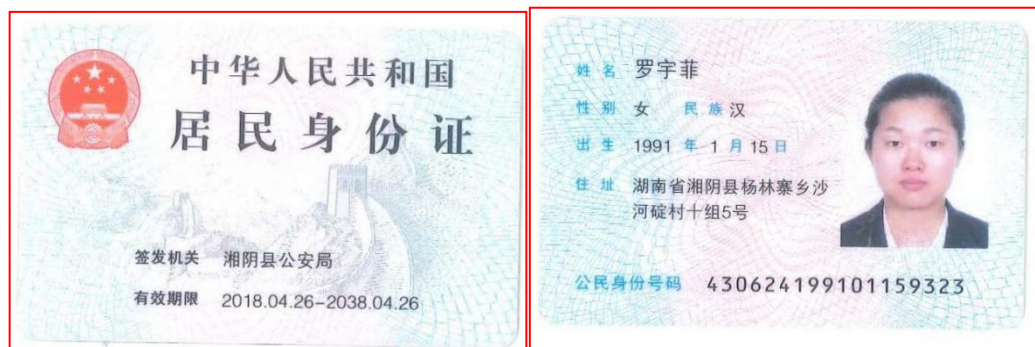 中华人民共和国
居民身份证
签发机关 湘阴县公安局
有效期限 2018.04.26-2038.04.26
姓名 罗宇菲
性别 女 民族 汉
出生 1991 年 1 月 15 日
住址 湖南省湘阴县杨林寨乡沙
河碇村十组5号
公民身份号码 430624199101159323